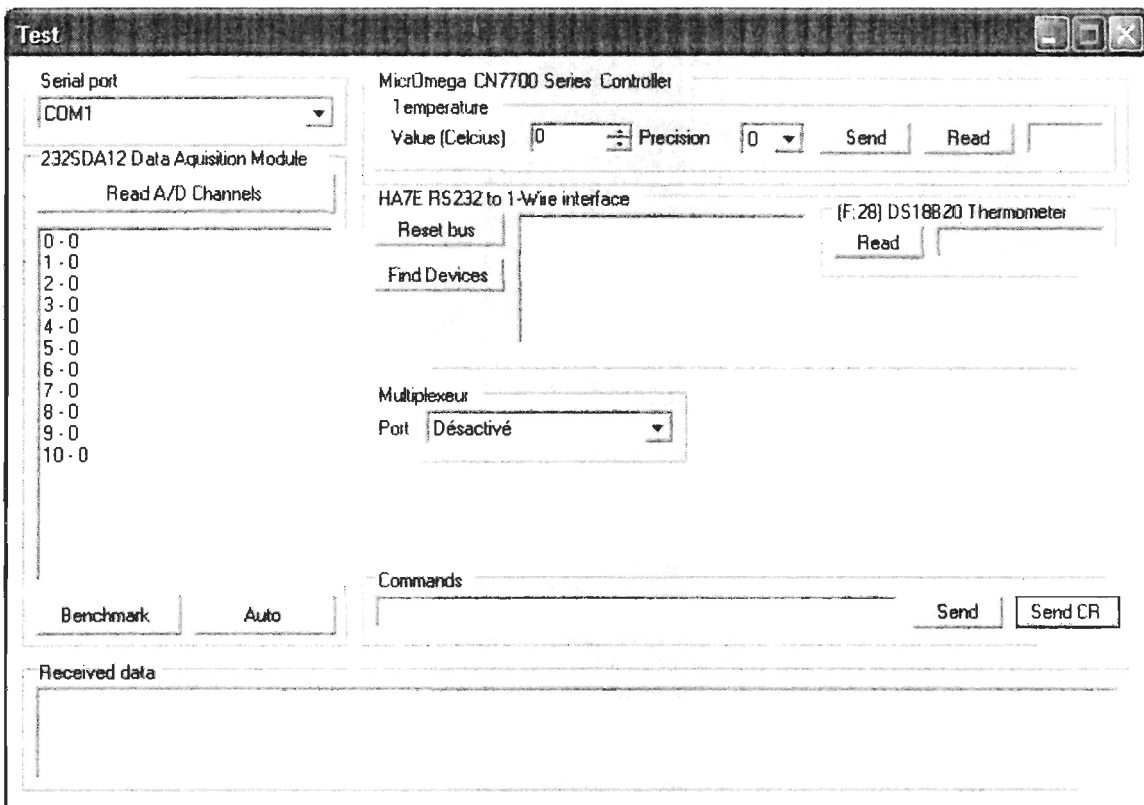 Test
Serial port
COM1
232SDA12 Data Aquisition Module
Read A/D Channels
0 - 0
1 - 0
2 - 0
3 - 0
4 - 0
5 - 0
6 - 0
7 - 0
8 - 0
9 - 0
10 - 0
Benchmark Auto
MicrOmega CN7700 Series Controller
Temperature
Value (Celcius) 0 Precision 0 Send Read
HA7E RS232 to 1-Wire interface
Reset bus
Find Devices
(F:28) DS18B20 Thermometer
Read
Multiplexeur
Port Désactivé
Commands
Send Send CR
Received data